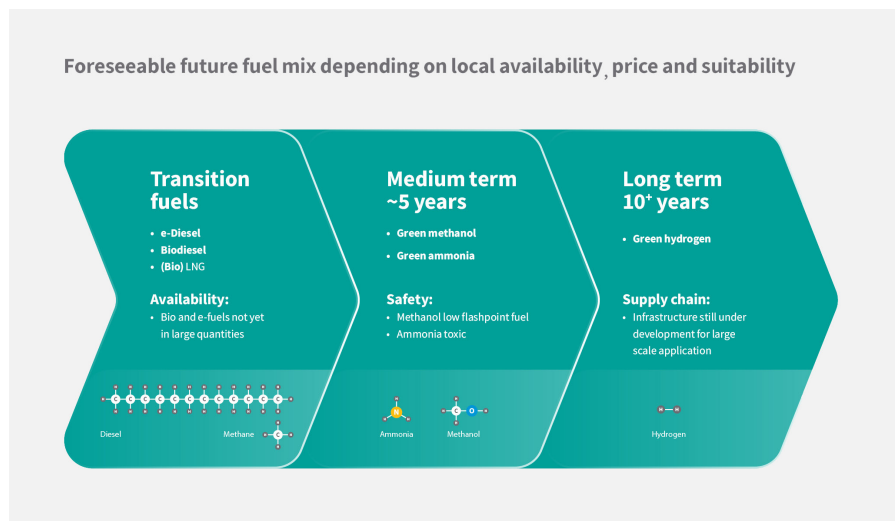 Foreseeable future fuel mix depending on local availability, price and suitability
Transition
fuels
• e-Diesel
• Biodiesel
• (Bio) LNG
Availability:
• Bio and e-fuels not yet
in large quantities
Diesel
Methane
Medium term
~5 years
• Green methanol
• Green ammonia
Safety:
• Methanol low flashpoint fuel
• Ammonia toxic
N
C O
Ammonia
Methanol
Long term
10+ years
• Green hydrogen
Supply chain:
• Infrastructure still under
development for large
scale application
H H
Hydrogen